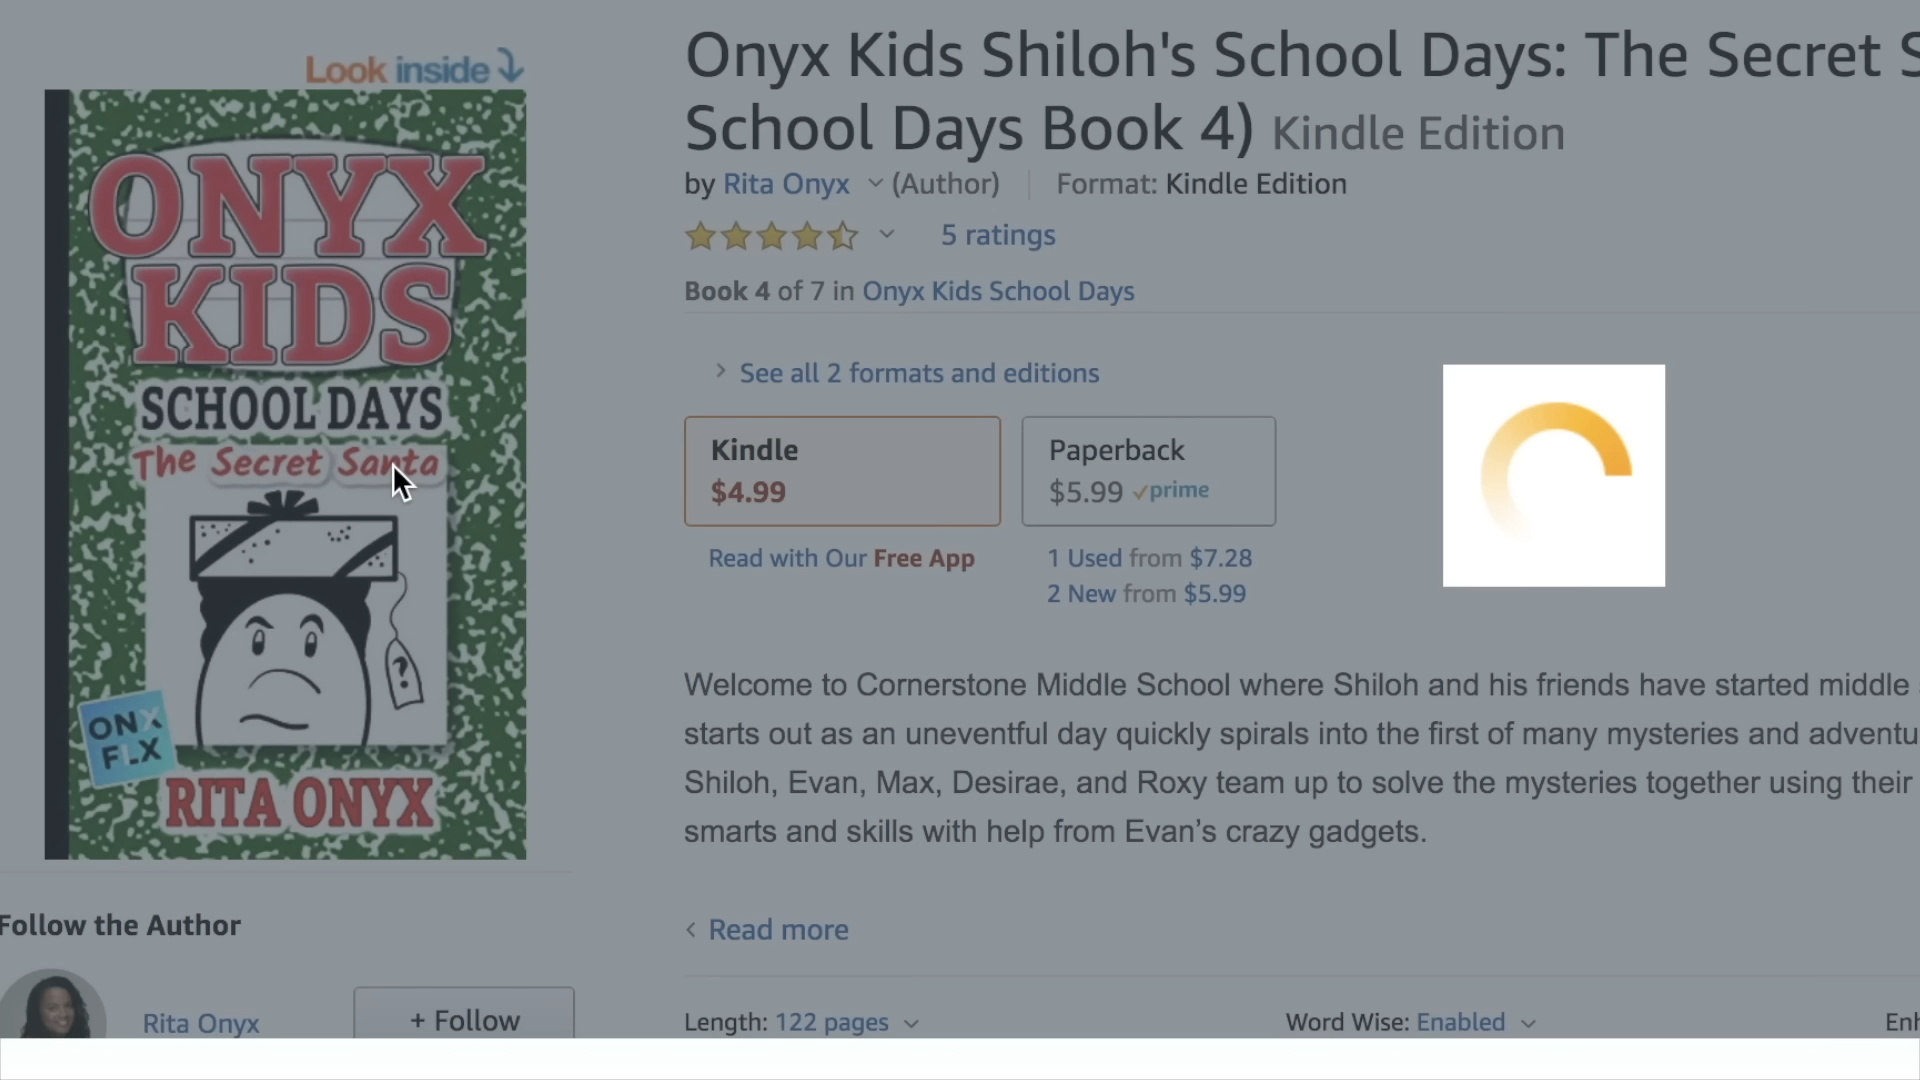 Look inside
ONYX
KIDS
SCHOOL DAYS
The Secret Santa
?
ONX
FLX
RITA ONYX
Follow the Author
Rita Onyx
+ Follow
Onyx Kids Shiloh's School Days: The Secret S
School Days Book 4) Kindle Edition
by Rita Onyx (Author) Format: Kindle Edition
5 ratings
Book 4 of 7 in Onyx Kids School Days
See all 2 formats and editions
Kindle
$4.99
Read with Our Free App
Paperback
$5.99 prime
1 Used from $7.28
2 New from $5.99
Welcome to Cornerstone Middle School where Shiloh and his friends have started middle
starts out as an uneventful day quickly spirals into the first of many mysteries and adventu
Shiloh, Evan, Max, Desirae, and Roxy team up to solve the mysteries together using their
smarts and skills with help from Evan’s crazy gadgets.
Read more
Length: 122 pages
Word Wise: Enabled
Enh